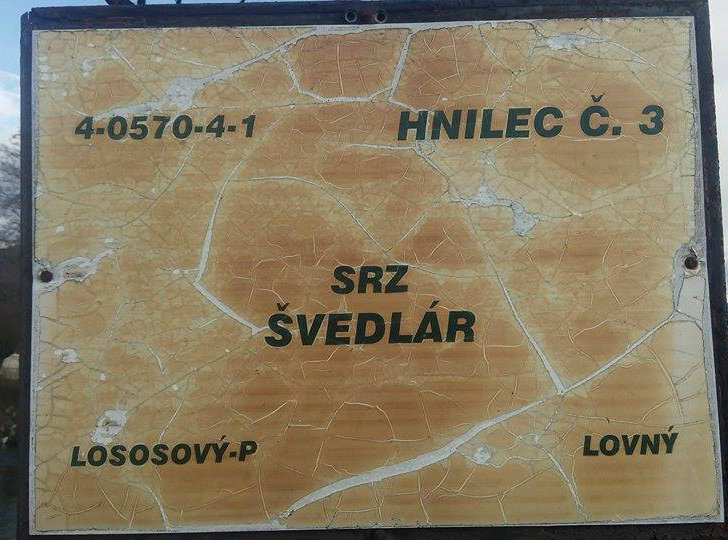 4-0570-4-1
HNILEC Č. 3
SRZ
ŠVEDLÁR
LOSOSOVÝ-P
LOVNÝ